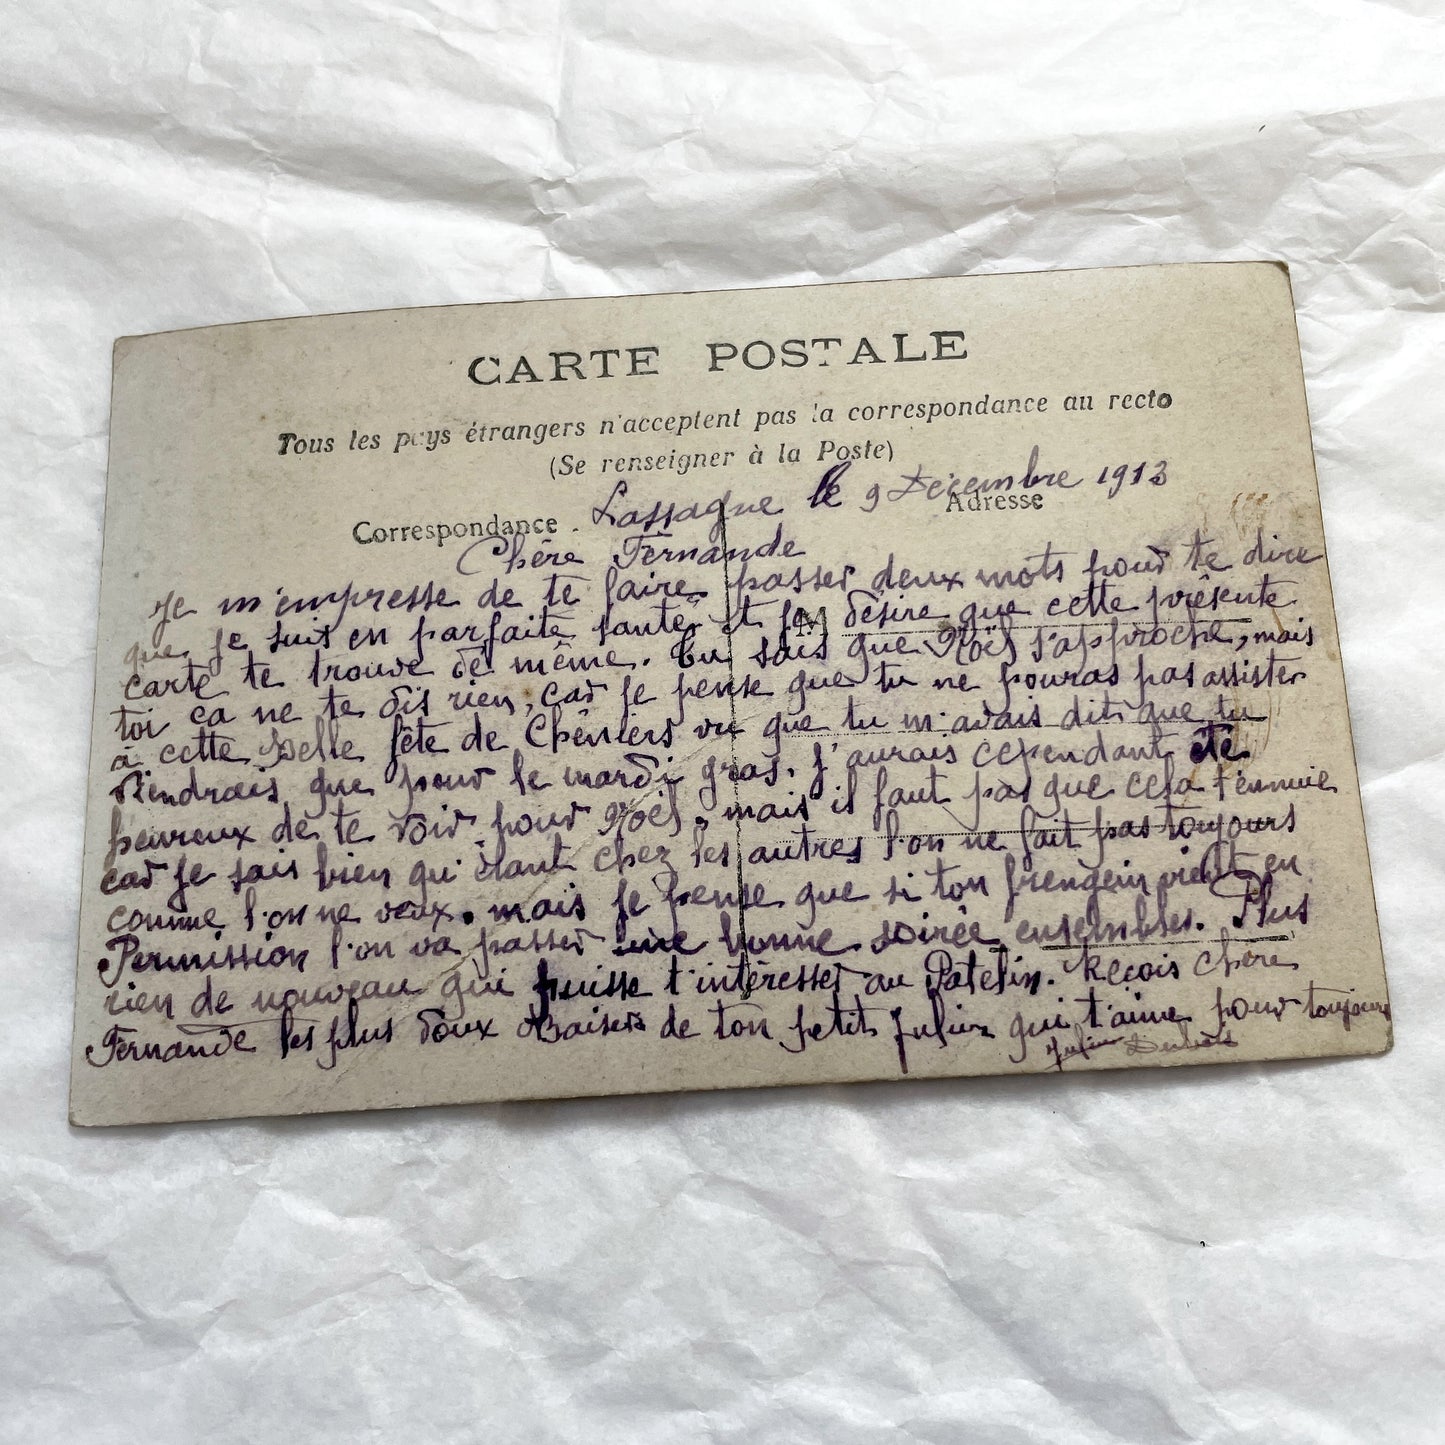 CARTE POSTALE
Tous les pays étrangers n'acceptent pas la correspondance au recto
(Se renseigner à la Poste)
Correspondance
Adresse
Lassagne le 9 Décembre 1913
Chère Fernande
Je m'empresse de te faire passer deux mots pour te dire
que je suis en parfaite santé et je désire que cette présente
carte te trouve de même. Tu sais que Noël s'approche, mais
toi ca ne te dis rien, car je pense que tu ne pouras pas assister
à cette belle fête de Chéniers vu que tu m'avais dit que tu
viendrais que pour le mardi gras. J'aurais cependant été
heureux de te voir pour Noël, mais il faut pas que cela t'ennuie
car je sais bien qu'étant chez les autres l'on ne fait pas toujours
comme l'on ne veux. mais je pense que si ton frengein vient en
Permission l'on va passer une bonne soirée ensembles. Plus
rien de nouveau qui puisse t'intéresser au Patelin. Reçois chère
Fernande les plus doux Baisers de ton petit Julien qui t'aime pour toujours
Julien